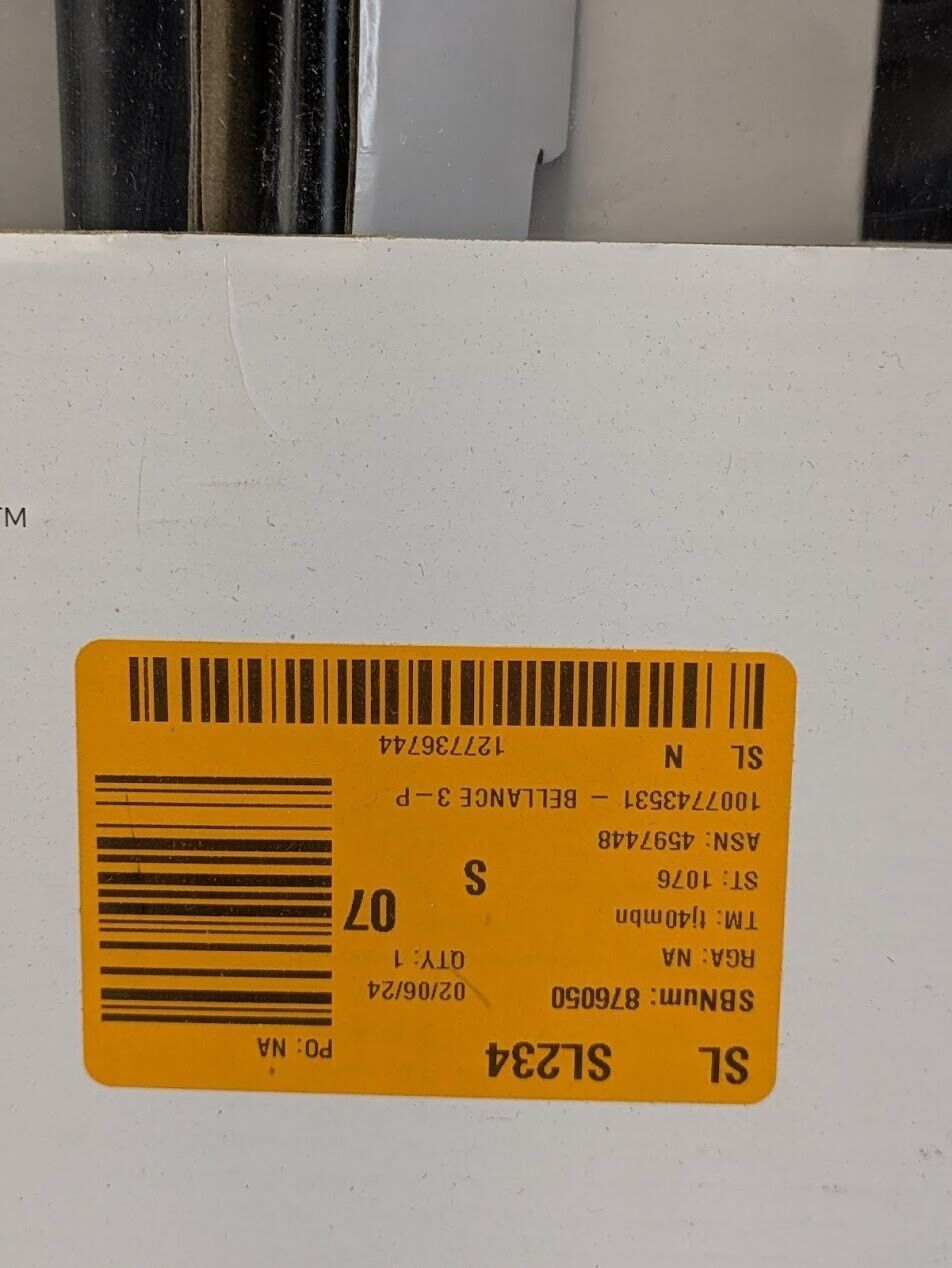 TM
SL SL234 PO: NA
SBNum: 876050 02/06/24
RGA: NA QTY: 1
TM: tj40mbn 07
ST: 1076 S
ASN: 4597448
1007743531 - BELLANCE 3-P
SL N 127736744